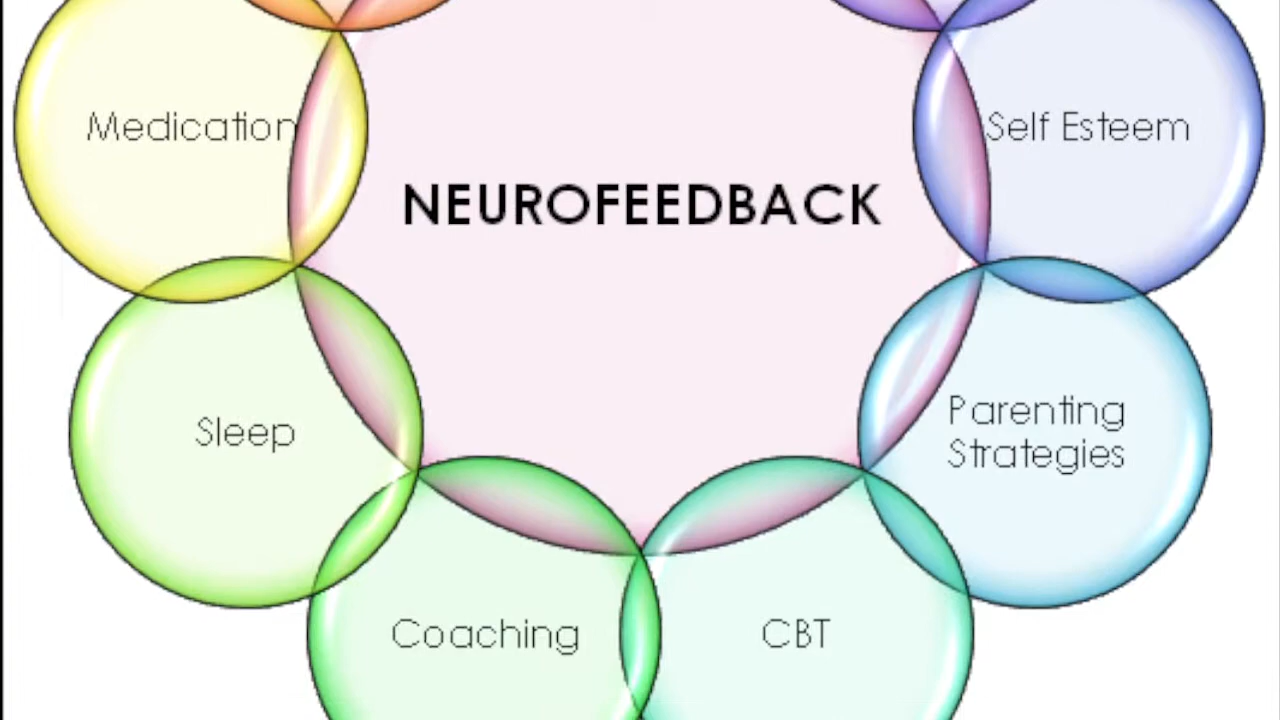 Medication
Self Esteem
NEUROFEEDBACK
Sleep
Parenting
Strategies
Coaching
CBT